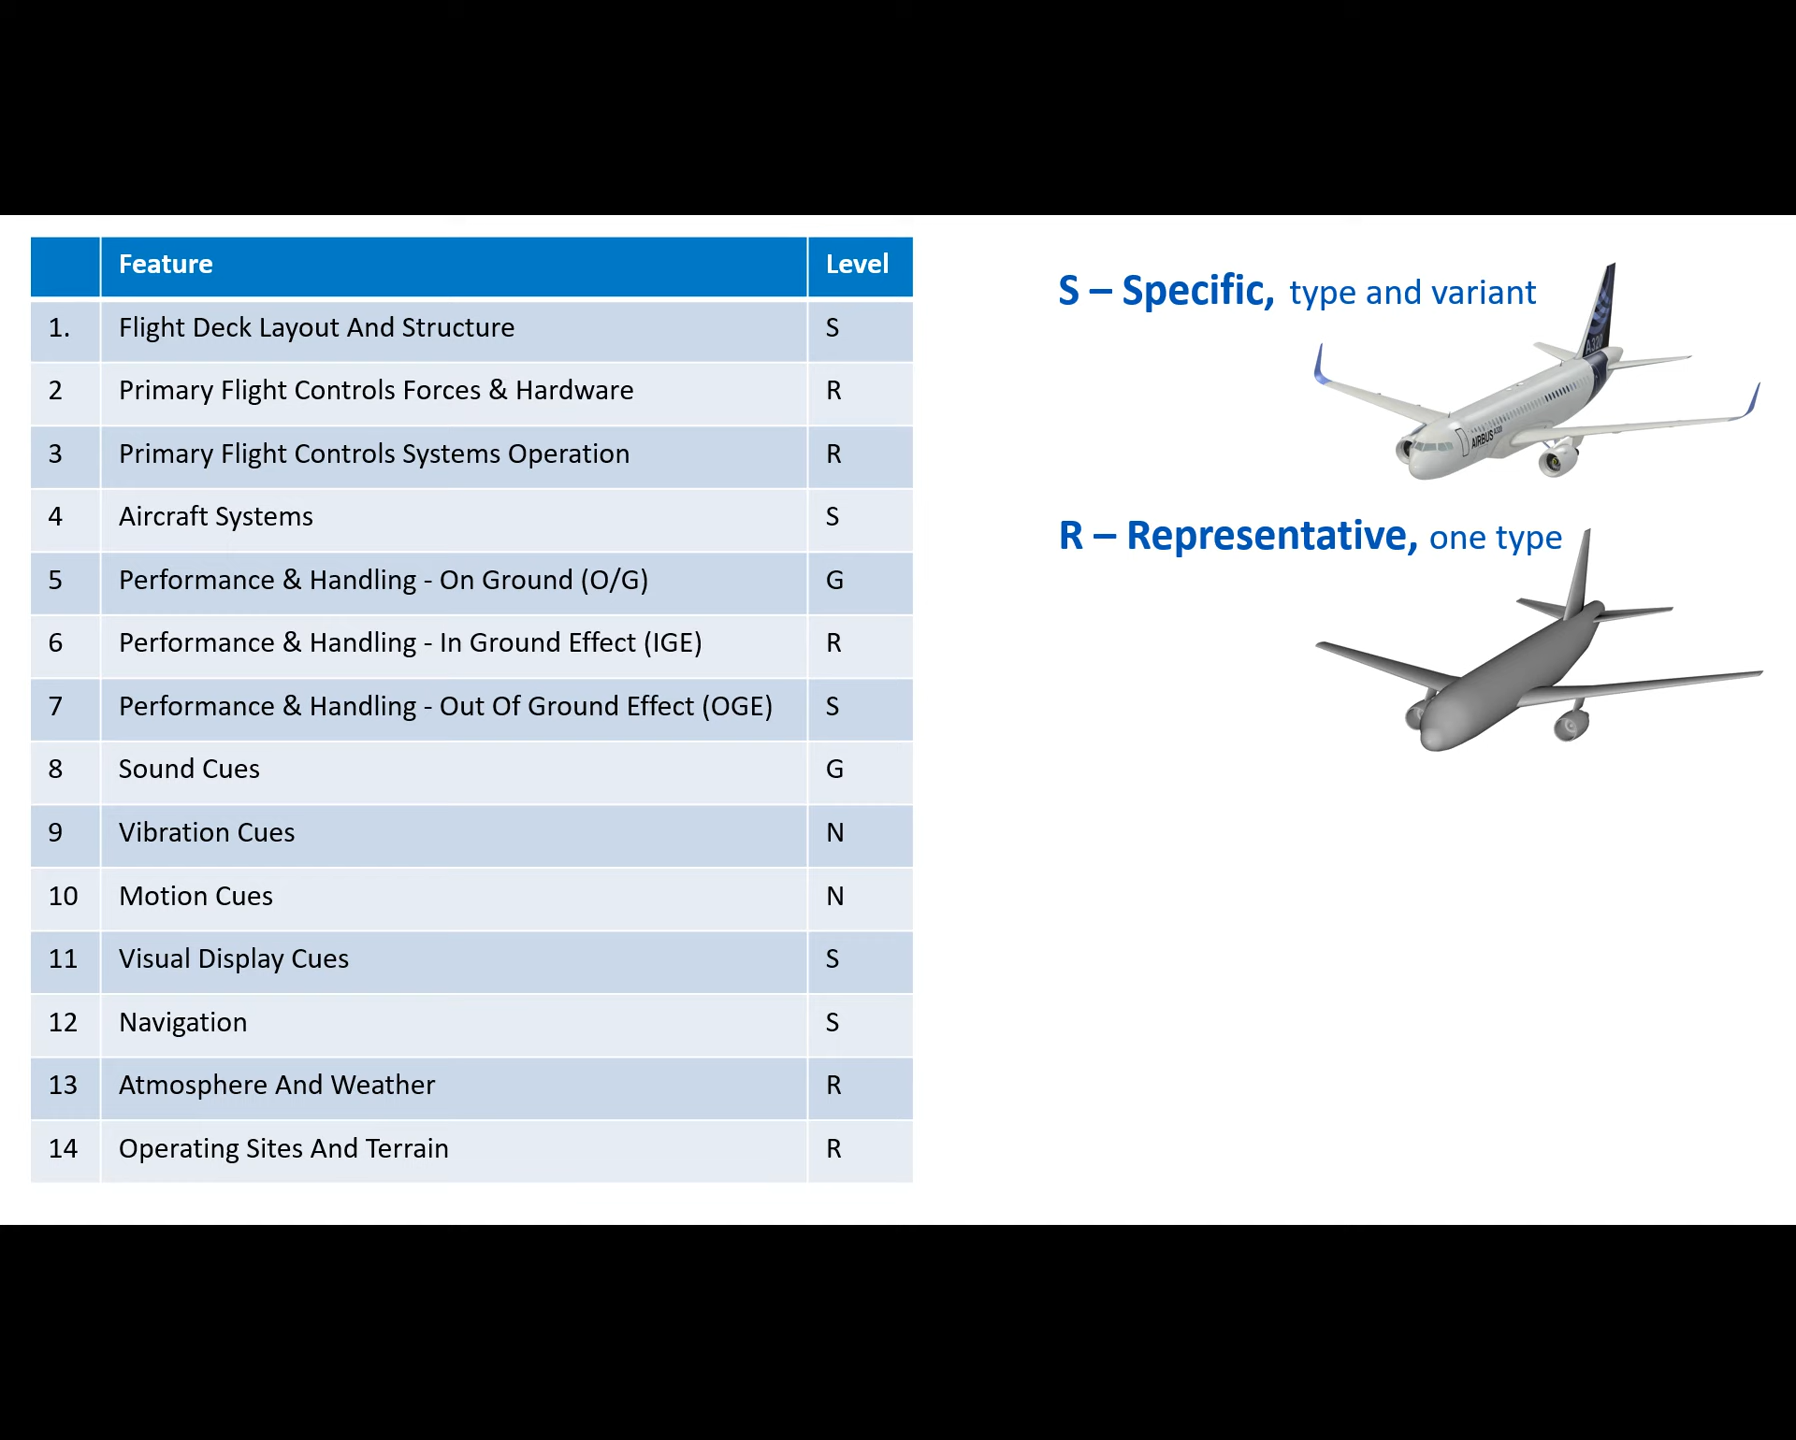 Feature Level
1. Flight Deck Layout And Structure S
2 Primary Flight Controls Forces & Hardware R
3 Primary Flight Controls Systems Operation R
4 Aircraft Systems S
5 Performance & Handling - On Ground (O/G) G
6 Performance & Handling - In Ground Effect (IGE) R
7 Performance & Handling - Out Of Ground Effect (OGE) S
8 Sound Cues G
9 Vibration Cues N
10 Motion Cues N
11 Visual Display Cues S
12 Navigation S
13 Atmosphere And Weather R
14 Operating Sites And Terrain R
S – Specific, type and variant
A320
AIRBUS A320
R – Representative, one type